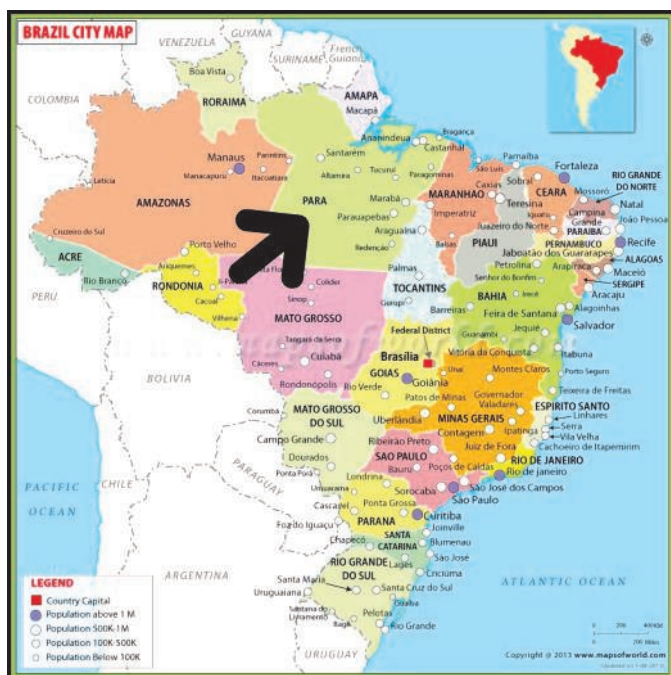 BRAZIL CITY MAP
VENEZUELA
GUYANA
SURINAME
French
Guiana
COLOMBIA
Boa Vista
RORAIMA
AMAPA
Macapá
Ananindeua
Bragança
Castanhal
Manaus
Manacapuru
Parintins
Itacoatiara
Santarém
Altamira
Tucuruí
Paragominas
São Luís
Parnaíba
Fortaleza
Leticia
AMAZONAS
PARA
Marabá
MARANHAO
Imperatriz
Caxias
Teresina
Sobral
CEARA
RIO GRANDE
DO NORTE
Mossoró
Natal
Parauapebas
Araguaína
Redenção
Balsas
PIAUI
Juazeiro do Norte
Iguatu
Campina
Grande
João Pessoa
PARAIBA
PERNAMBUCO
Recife
Jaboatão dos Guararapes
Cruzeiro do Sul
ACRE
Rio Branco
PERU
Porto Velho
Ariquemes
RONDONIA
Cacoal
Vilhena
Colider
Sinop
MATO GROSSO
Tangará da Serra
Cuiabá
Cáceres
Rondonópolis
Palmas
TOCANTINS
Gurupi
Petrolina
Senhor do Bonfim
Arapiraca
ALAGOAS
Maceió
SERGIPE
Aracaju
BAHIA
Irecê
Barreiras
Feira de Santana
Alagoinhas
Salvador
Federal District
Guanambi
Jequié
Brasília
Vitória da Conquista
Itabuna
GOIAS
Goiânia
Unaí
Montes Claros
Porto Seguro
Rio Verde
Patos de Minas
Governador
Valadares
Teixeira de Freitas
BOLIVIA
Corumbá
MATO GROSSO
DO SUL
Uberlândia
MINAS GERAIS
Ipatinga
ESPIRITO SANTO
Linhares
Serra
Vila Velha
Cachoeiro de Itapemirim
Contagem
Campo Grande
Dourados
Ponta Porã
Ribeirão Preto
SAO PAULO
Bauru
Juiz de Fora
Poços de Caldas
RIO DE JANEIRO
Rio de janeiro
PARAGUAY
Londrina
Umuarama
Sorocaba
São José dos Campos
São Paulo
PACIFIC
OCEAN
CHILE
Cascavel
Ponta Grossa
PARANA
Curitiba
Foz do Iguaçu
Joinville
SANTA
CATARINA
Chapecó
Blumenau
São José
Lages
Criciúma
RIO GRANDE
DO SUL
ARGENTINA
Santa Maria
Santa Cruz do Sul
Uruguaiana
Santana do
Livramento
Bagé
Pelotas
Rio Grande
URUGUAY
ATLANTIC OCEAN
LEGEND
Country Capital
Population above 1 M
Population 500K-1M
Population 100K-500K
Population Below 100K
Copyright © 2013 www.mapsofworld.com